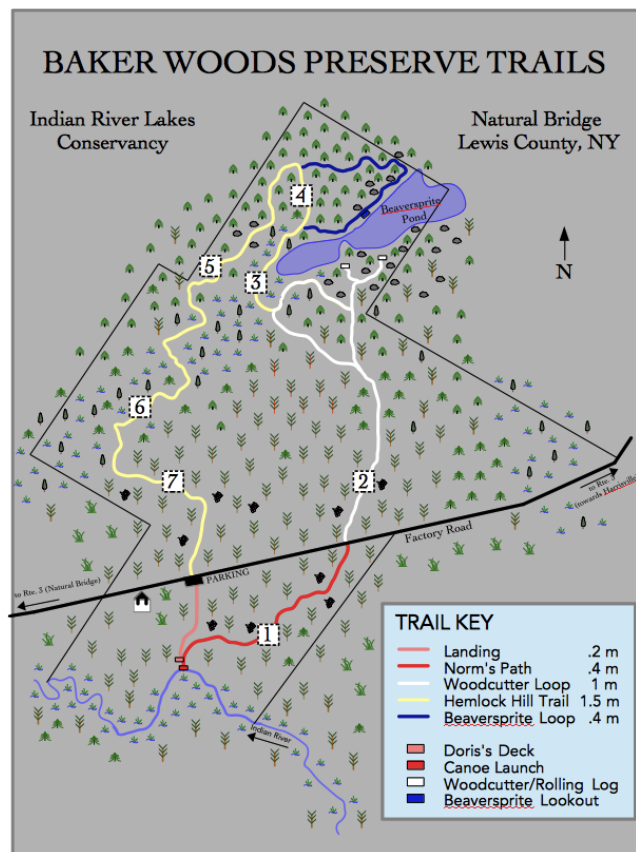 BAKER WOODS PRESERVE TRAILS
Indian River Lakes
Conservancy
Natural Bridge
Lewis County, NY
4
Beaversprite
Pond
5
3
N
6
7
2
to Rte. 3
(towards Harrisville)
Factory Road
to Rte. 3 (Natural Bridge)
PARKING
1
Indian River
TRAIL KEY
Landing .2 m
Norm's Path .4 m
Woodcutter Loop 1 m
Hemlock Hill Trail 1.5 m
Beaversprite Loop .4 m
Doris's Deck
Canoe Launch
Woodcutter/Rolling Log
Beaversprite Lookout